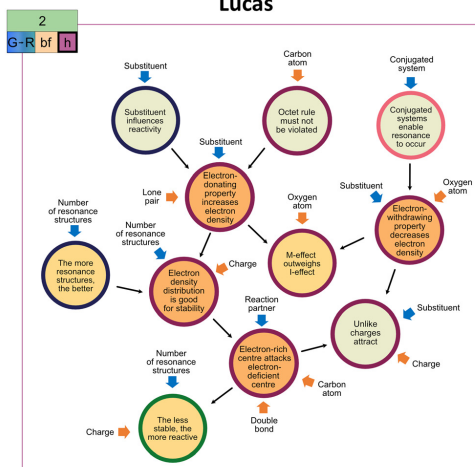 Lucas
2
G-R bf h
Substituent
Carbon
atom
Conjugated
system
Substituent
influences
reactivity
Octet rule
must not
be violated
Conjugated
systems
enable
resonance
to occur
Substituent
Lone
pair
Electron-
donating
property
increases
electron
density
Oxygen
atom
Substituent
Oxygen
atom
Electron-
withdrawing
property
decreases
electron
density
Number
of resonance
structures
Number of
resonance
structures
The more
resonance
structures,
the better
Electron
density
distribution
is good
for stability
Charge
M-effect
outweighs
I-effect
Reaction
partner
Unlike
charges
attract
Substituent
Charge
Number
of resonance
structures
Electron-rich
centre attacks
electron-
deficient
centre
Carbon
atom
Double
bond
Charge
The less
stable, the
more reactive